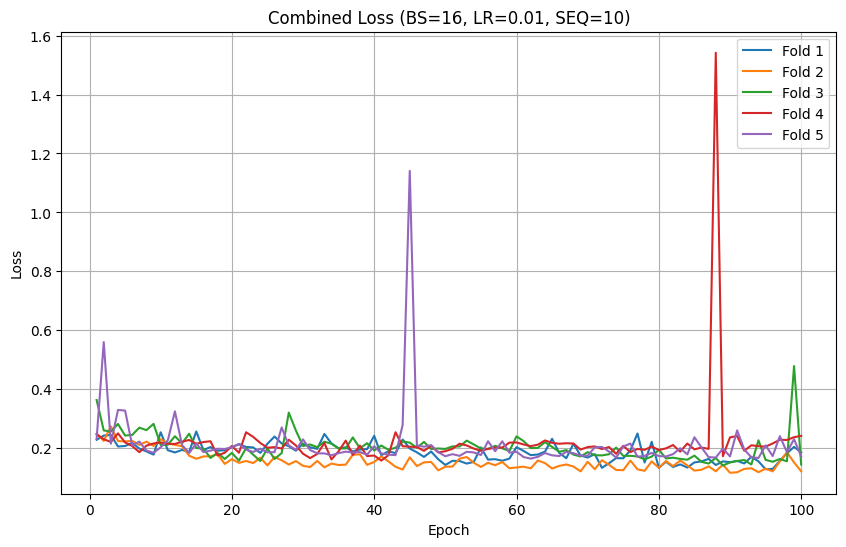 Combined Loss (BS=16, LR=0.01, SEQ=10)
1.6
1.4
1.2
1.0
0.8
0.6
0.4
0.2
Loss
0 20 40 60 80 100
Epoch
Fold 1
Fold 2
Fold 3
Fold 4
Fold 5